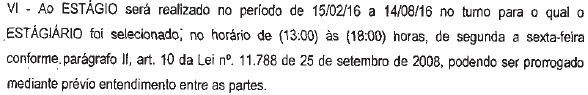 VI - Ao ESTÁGIO será realizado no período de 15/02/16 a 14/08/16 no turno para o qual o
ESTÁGIÁRIO foi selecionado, no horário de (13:00) às (18:00) horas, de segunda a sexta-feira
conforme parágrafo II, art. 10 da Lei nº. 11.788 de 25 de setembro de 2008, podendo ser prorrogado
mediante prévio entendimento entre as partes.